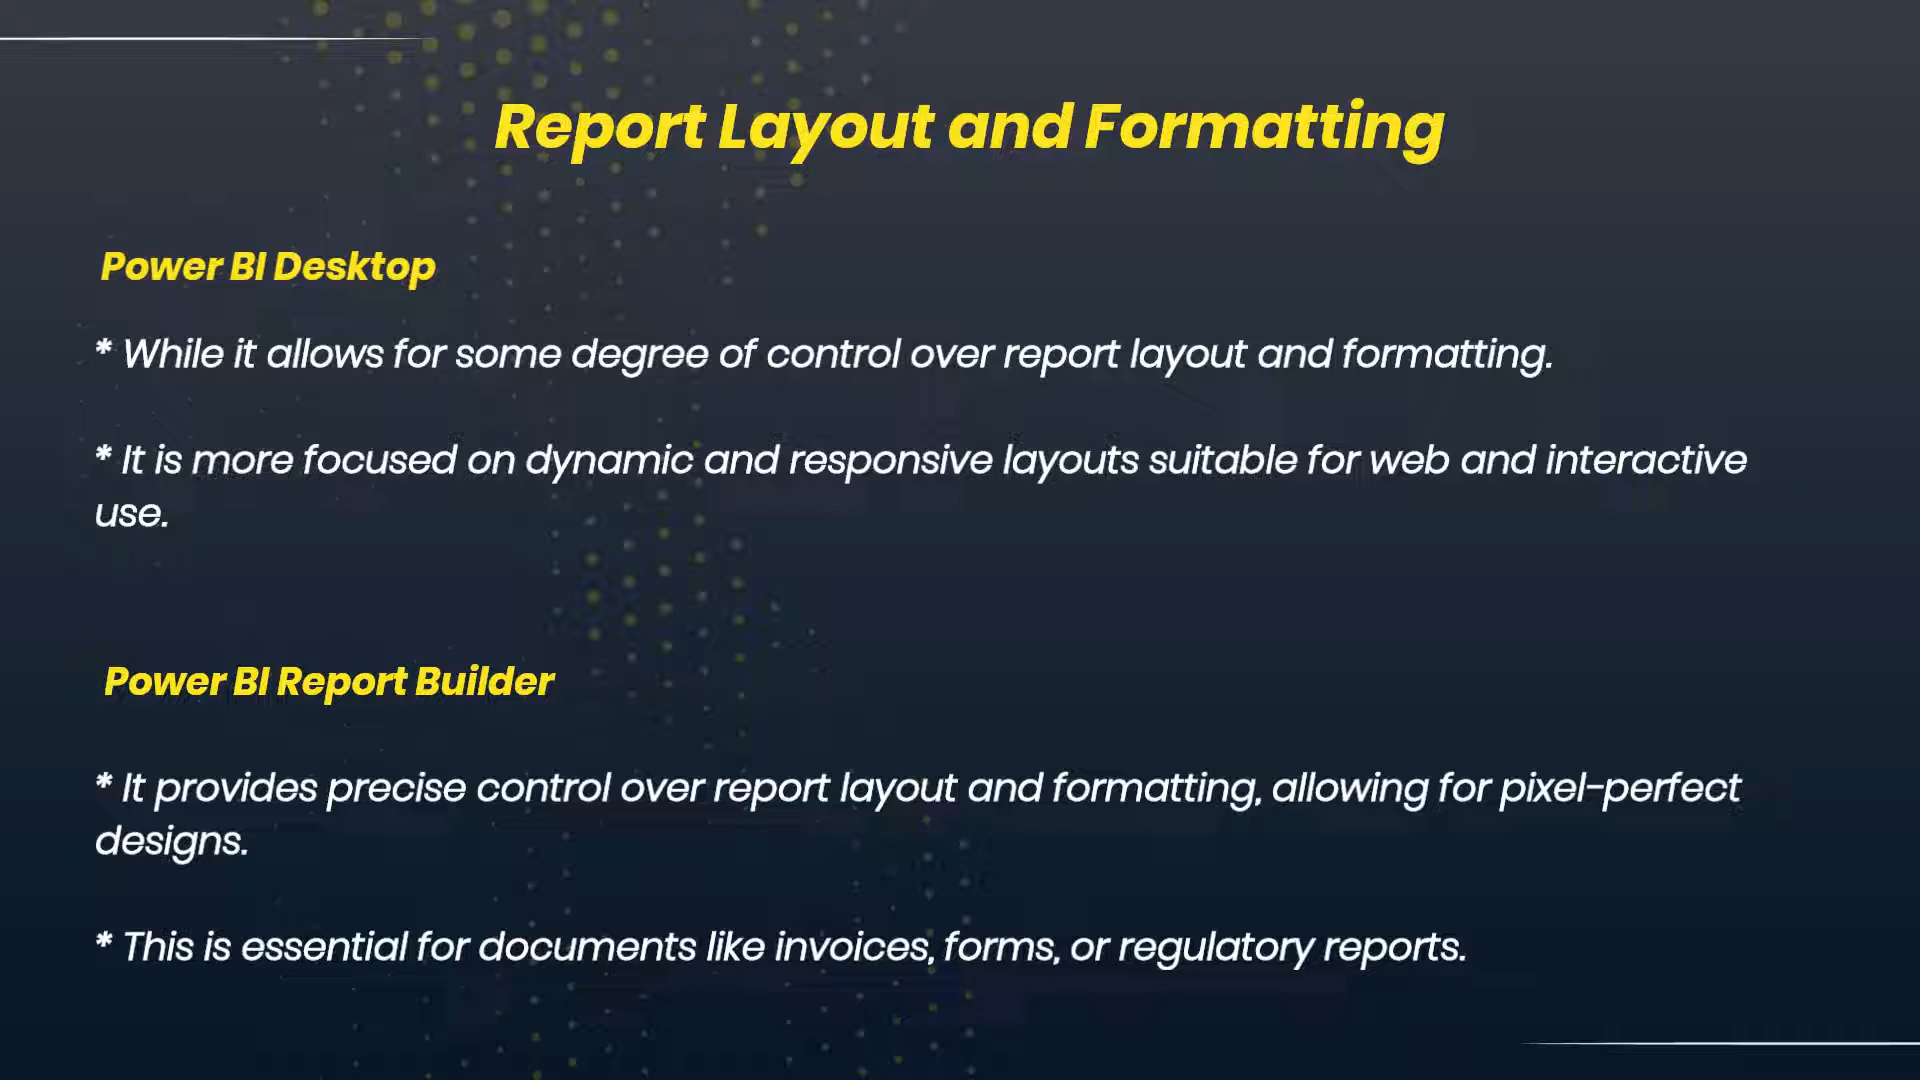 Report Layout and Formatting
Power BI Desktop
* While it allows for some degree of control over report layout and formatting.
* It is more focused on dynamic and responsive layouts suitable for web and interactive
use.
Power BI Report Builder
* It provides precise control over report layout and formatting, allowing for pixel-perfect
designs.
* This is essential for documents like invoices, forms, or regulatory reports.